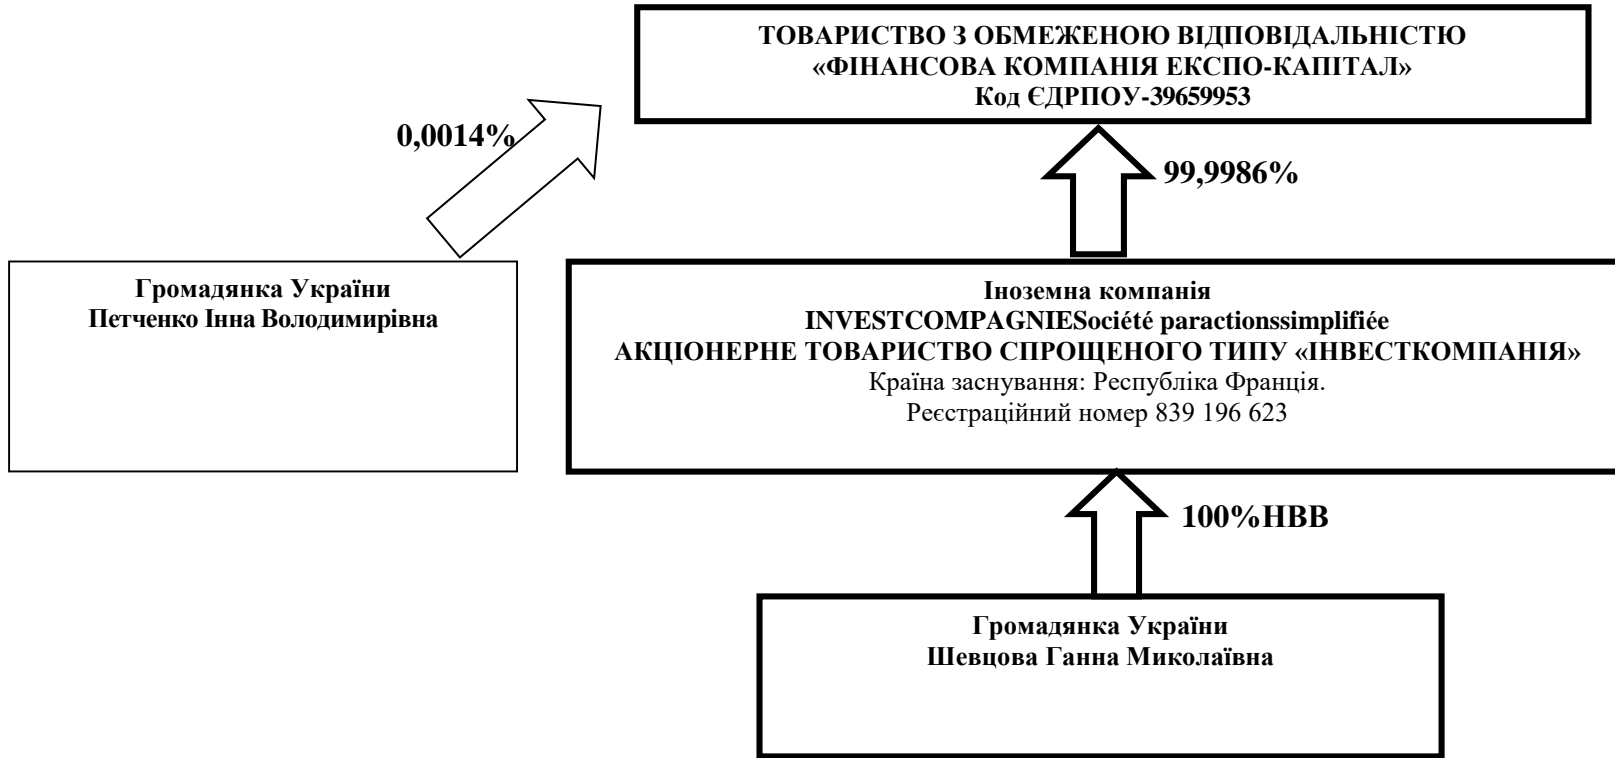 ТОВАРИСТВО З ОБМЕЖЕНОЮ ВІДПОВІДАЛЬНІСТЮ
«ФІНАНСОВА КОМПАНІЯ ЕКСПО-КАПІТАЛ»
Код ЄДРПОУ-39659953
0,0014%
99,9986%
Громадянка України
Петченко Інна Володимирівна
Іноземна компанія
INVESTCOMPAGNIESociété paractionssimplifiée
АКЦІОНЕРНЕ ТОВАРИСТВО СПРОЩЕНОГО ТИПУ «ІНВЕСТКОМПАНІЯ»
Країна заснування: Республіка Франція.
Реєстраційний номер 839 196 623
100%НВВ
Громадянка України
Шевцова Ганна Миколаївна